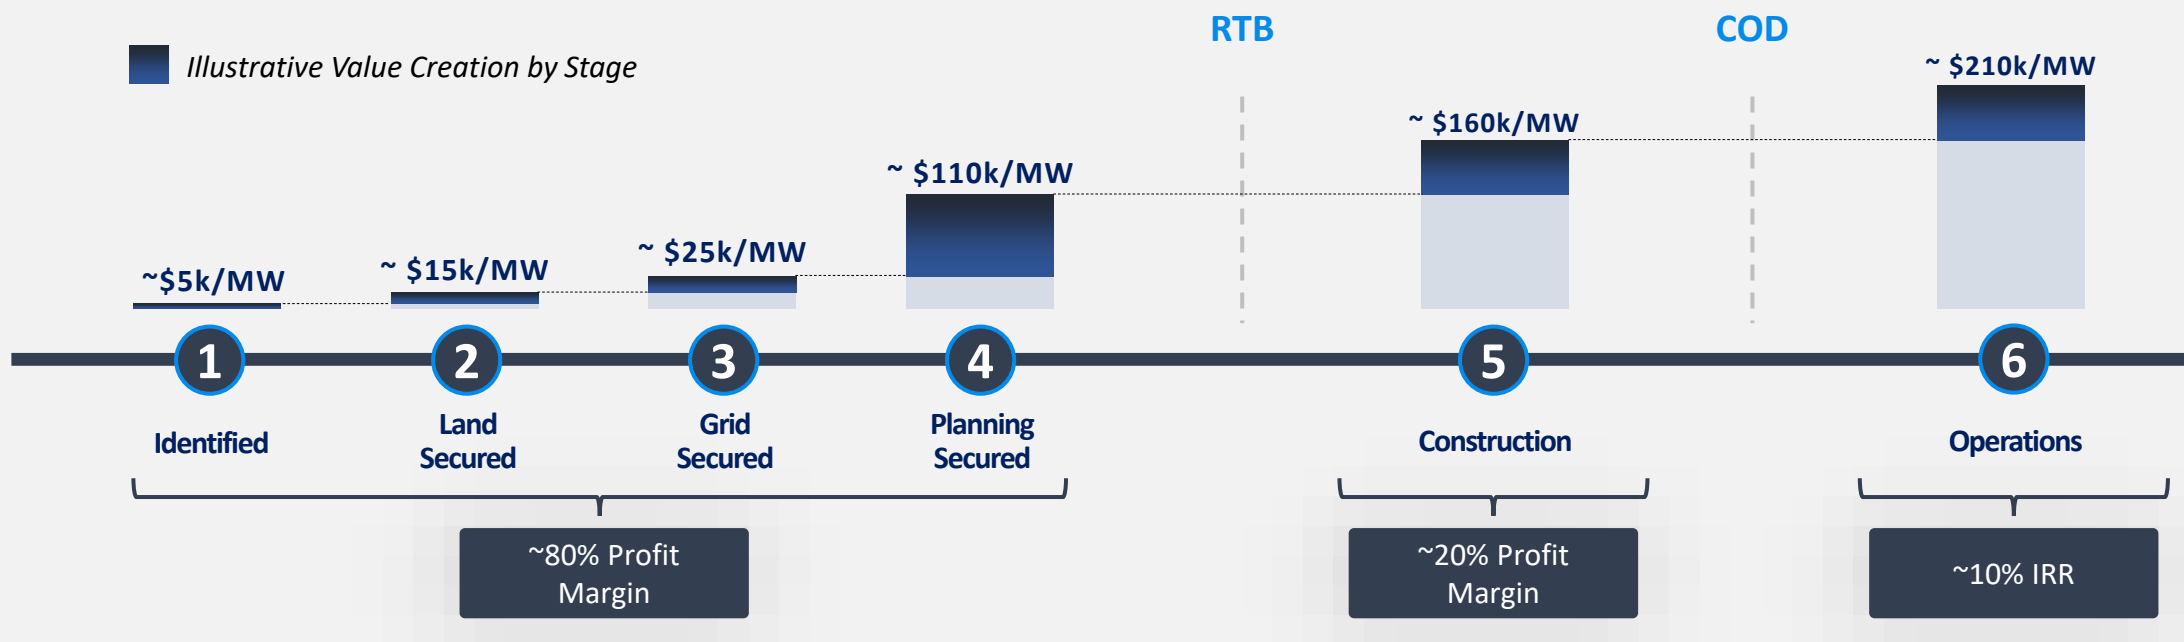 RTB
COD
Illustrative Value Creation by Stage
~$5k/MW
~ $15k/MW
~ $25k/MW
~ $110k/MW
~ $160k/MW
~ $210k/MW
1
2
3
4
5
6
Identified
Land
Secured
Grid
Secured
Planning
Secured
Construction
Operations
~80% Profit
Margin
~20% Profit
Margin
~10% IRR